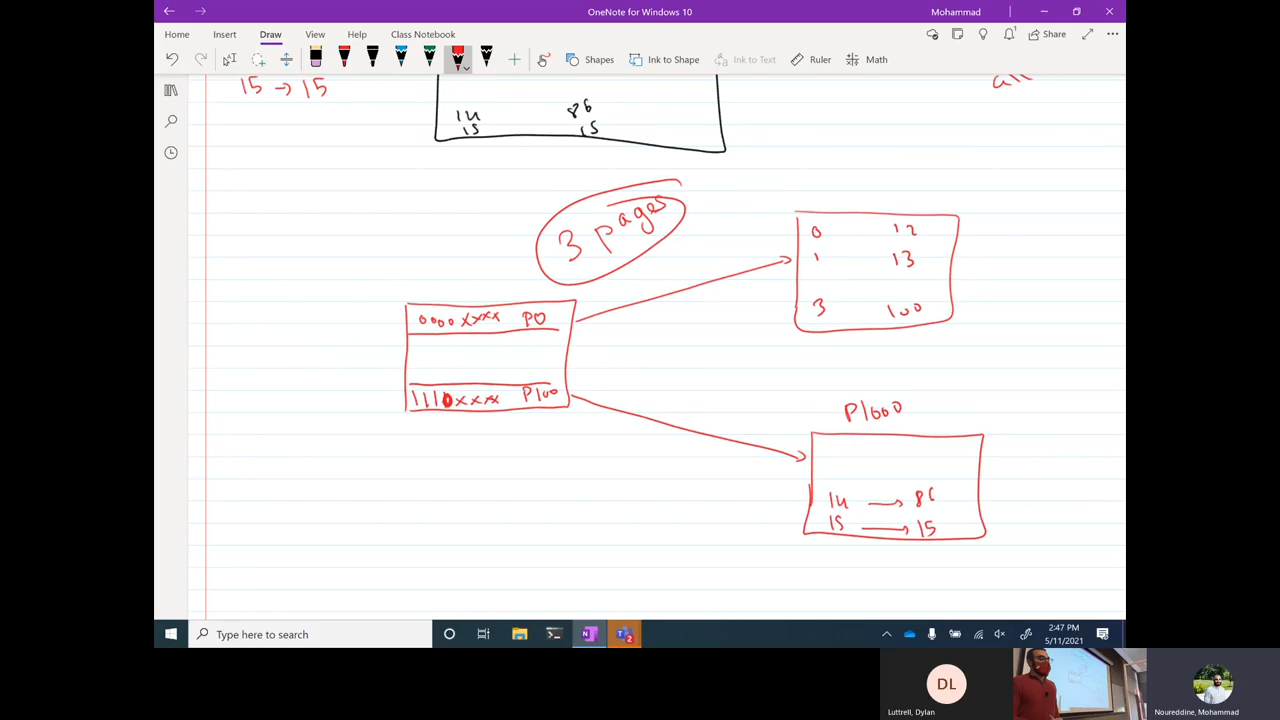 OneNote for Windows 10
Mohammad
Home Insert Draw View Help Class Notebook
Share
Shapes
Ink to Shape
Ink to Text
Ruler
Math
15 → 15
all
14 86
15 15
3 pages
0 12
1 13
3 100
0000xxxx P0
1110xxxx P100
P1000
14 → 86
15 → 15
Type here to search
2
2:47 PM
5/11/2021
DL
Luttrell, Dylan
Noureddine, Mohammad